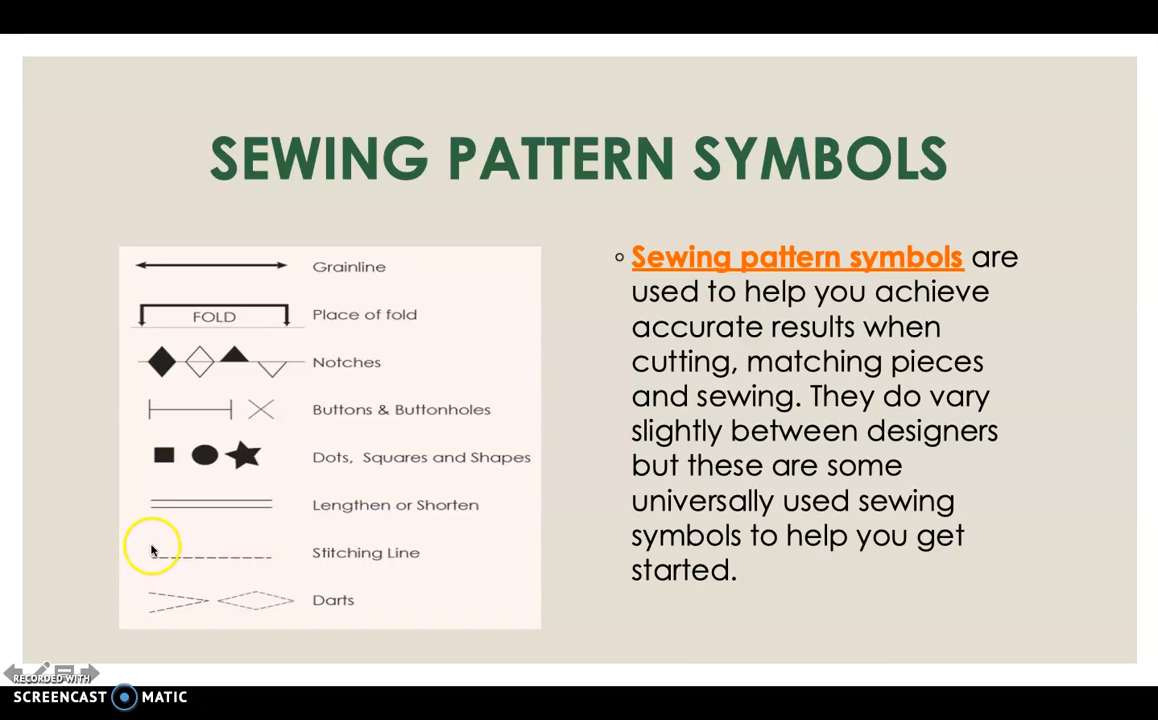 SEWING PATTERN SYMBOLS
Grainline
FOLD
Place of fold
Notches
Buttons & Buttonholes
Dots, Squares and Shapes
Lengthen or Shorten
Stitching Line
Darts
Sewing pattern symbols are
used to help you achieve
accurate results when
cutting, matching pieces
and sewing. They do vary
slightly between designers
but these are some
universally used sewing
symbols to help you get
started.
RECORDED WITH
SCREENCAST MATIC